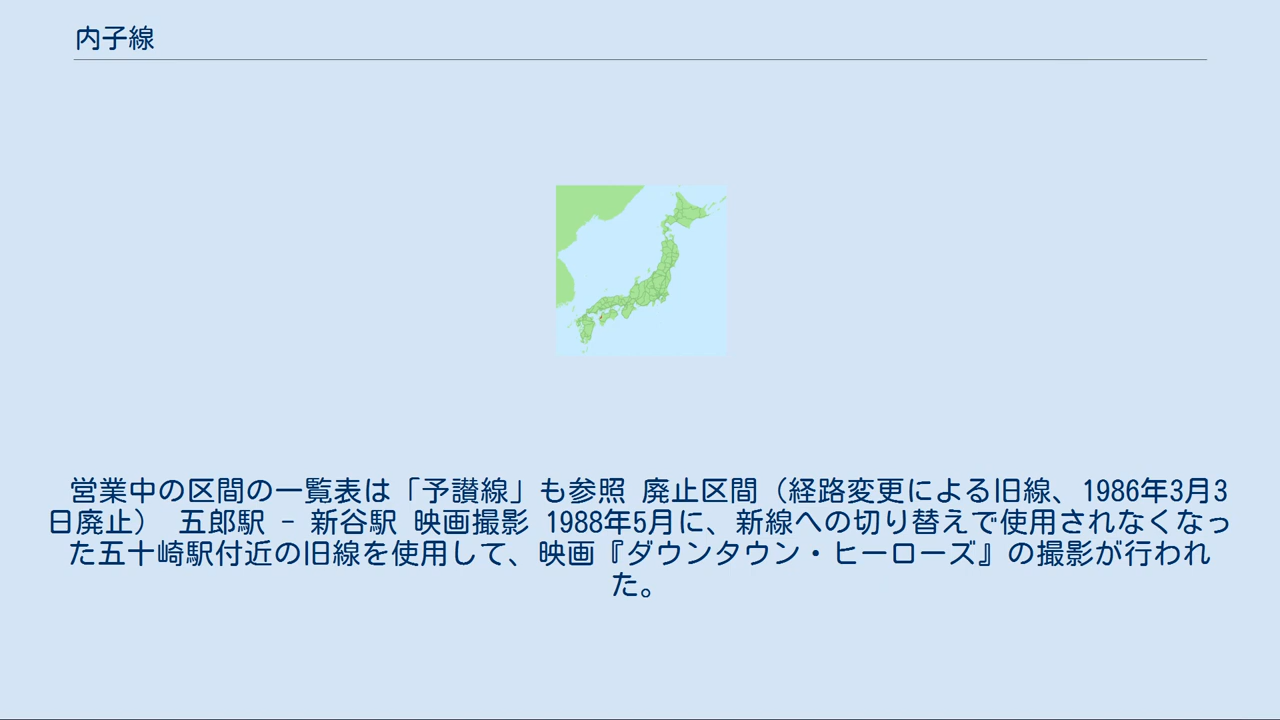 内子線
営業中の区間の一覧表は「予讃線」も参照 廃止区間（経路変更による旧線、1986年3月3
日廃止） 五郎駅 - 新谷駅 映画撮影 1988年5月に、新線への切り替えで使用されなくなっ
た五十崎駅付近の旧線を使用して、映画『ダウンタウン・ヒーローズ』の撮影が行われ
た。